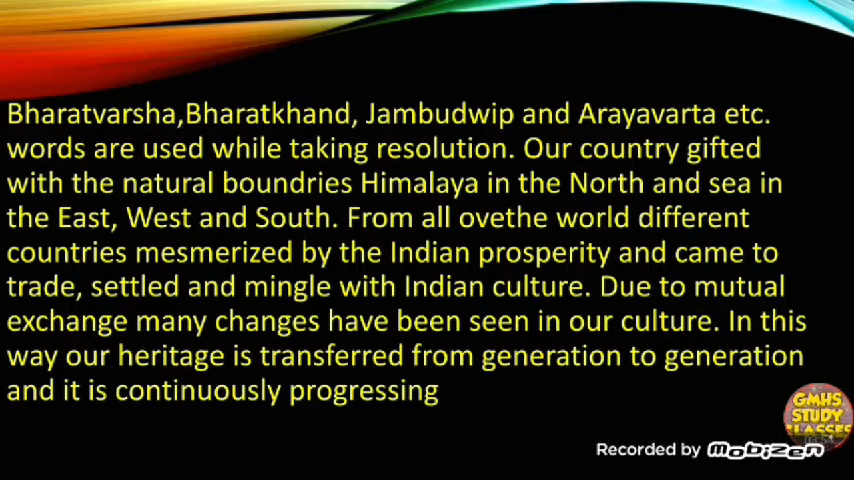 Bharatvarsha,Bharatkhand, Jambudwip and Arayavarta etc.
words are used while taking resolution. Our country gifted
with the natural boundries Himalaya in the North and sea in
the East, West and South. From all ovethe world different
countries mesmerized by the Indian prosperity and came to
trade, settled and mingle with Indian culture. Due to mutual
exchange many changes have been seen in our culture. In this
way our heritage is transferred from generation to generation
and it is continuously progressing
GMHS
STUDY
CLASSES
Recorded by mobizen